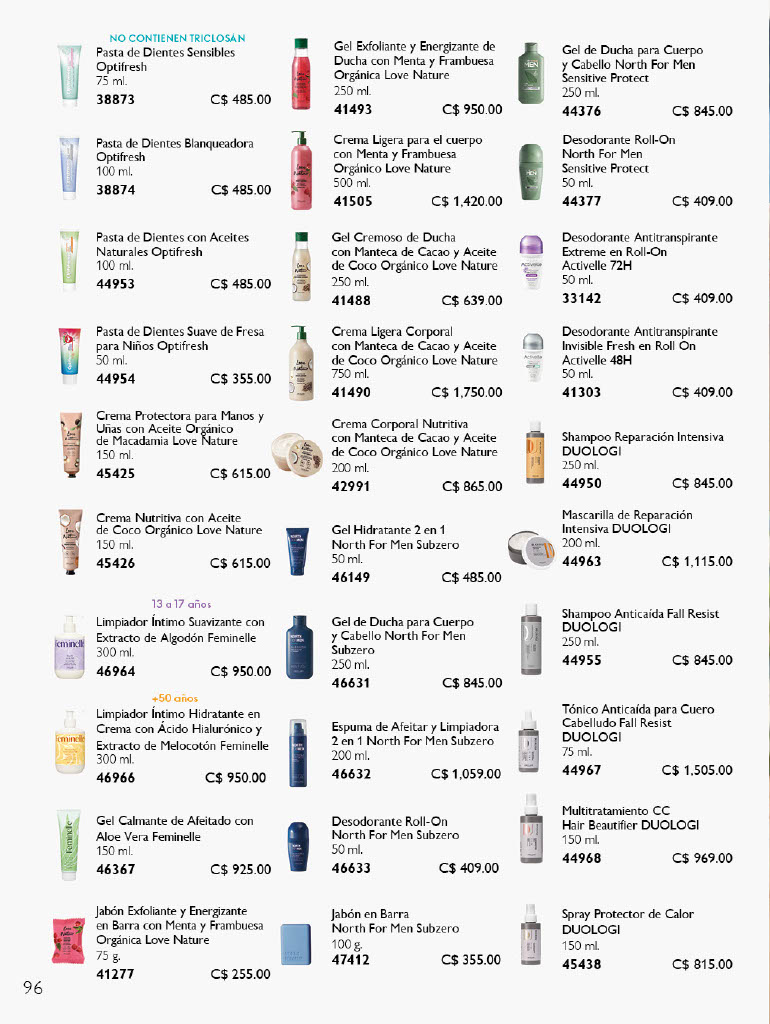 NO CONTIENEN TRICLOSÁN
Pasta de Dientes Sensibles
Optifresh
75 ml.
38873 C$ 485.00
Pasta de Dientes Blanqueadora
Optifresh
100 ml.
38874 C$ 485.00
Pasta de Dientes con Aceites
Naturales Optifresh
100 ml.
44953 C$ 485.00
Pasta de Dientes Suave de Fresa
para Niños Optifresh
50 ml.
44954 C$ 355.00
Crema Protectora para Manos y
Uñas con Aceite Orgánico
de Macadamia Love Nature
150 ml.
45425 C$ 615.00
Crema Nutritiva con Aceite
de Coco Orgánico Love Nature
150 ml.
45426 C$ 615.00
13 a 17 años
Limpiador Íntimo Suavizante con
Extracto de Algodón Feminelle
300 ml.
46964 C$ 950.00
+50 años
Limpiador Íntimo Hidratante en
Crema con Ácido Hialurónico y
Extracto de Melocotón Feminelle
300 ml.
46966 C$ 950.00
Gel Calmante de Afeitado con
Aloe Vera Feminelle
150 ml.
46367 C$ 925.00
Jabón Exfoliante y Energizante
en Barra con Menta y Frambuesa
Orgánica Love Nature
75 g.
41277 C$ 255.00
Gel Exfoliante y Energizante de
Ducha con Menta y Frambuesa
Orgánica Love Nature
250 ml.
41493 C$ 950.00
Crema Ligera para el cuerpo
con Menta y Frambuesa
Orgánico Love Nature
500 ml.
41505 C$ 1,420.00
Gel Cremoso de Ducha
con Manteca de Cacao y Aceite
de Coco Orgánico Love Nature
250 ml.
41488 C$ 639.00
Crema Ligera Corporal
con Manteca de Cacao y Aceite
de Coco Orgánico Love Nature
750 ml.
41490 C$ 1,750.00
Crema Corporal Nutritiva
con Manteca de Cacao y Aceite
de Coco Orgánico Love Nature
200 ml.
42991 C$ 865.00
Gel Hidratante 2 en 1
North For Men Subzero
50 ml.
46149 C$ 485.00
Gel de Ducha para Cuerpo
y Cabello North For Men
Subzero
250 ml.
46631 C$ 845.00
Espuma de Afeitar y Limpiadora
2 en 1 North For Men Subzero
200 ml.
46632 C$ 1,059.00
Desodorante Roll-On
North For Men Subzero
50 ml.
46633 C$ 409.00
Jabón en Barra
North For Men Subzero
100 g.
47412 C$ 355.00
Gel de Ducha para Cuerpo
y Cabello North For Men
Sensitive Protect
250 ml.
44376 C$ 845.00
Desodorante Roll-On
North For Men
Sensitive Protect
50 ml.
44377 C$ 409.00
Desodorante Antitranspirante
Extreme en Roll-On
Activelle 72H
50 ml.
33142 C$ 409.00
Desodorante Antitranspirante
Invisible Fresh en Roll On
Activelle 48H
50 ml.
41303 C$ 409.00
Shampoo Reparación Intensiva
DUOLOGI
250 ml.
44950 C$ 845.00
Mascarilla de Reparación
Intensiva DUOLOGI
200 ml.
44963 C$ 1,115.00
Shampoo Anticaída Fall Resist
DUOLOGI
250 ml.
44955 C$ 845.00
Tónico Anticaída para Cuero
Cabelludo Fall Resist
DUOLOGI
75 ml.
44967 C$ 1,505.00
Multitratamiento CC
Hair Beautifier DUOLOGI
150 ml.
44968 C$ 969.00
Spray Protector de Calor
DUOLOGI
150 ml.
45438 C$ 815.00
96